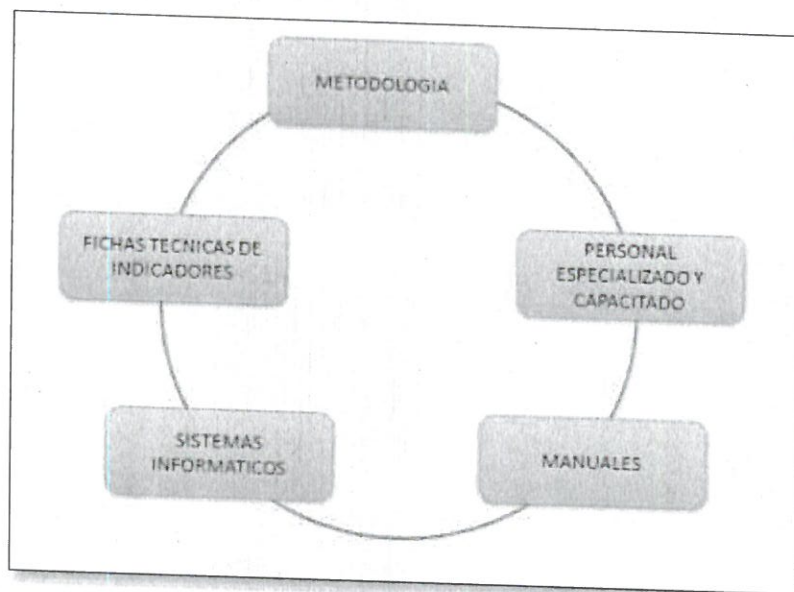 METODOLOGIA
PERSONAL
ESPECIALIZADO Y
CAPACITADO
MANUALES
SISTEMAS
INFORMATICOS
FICHAS TECNICAS DE
INDICADORES